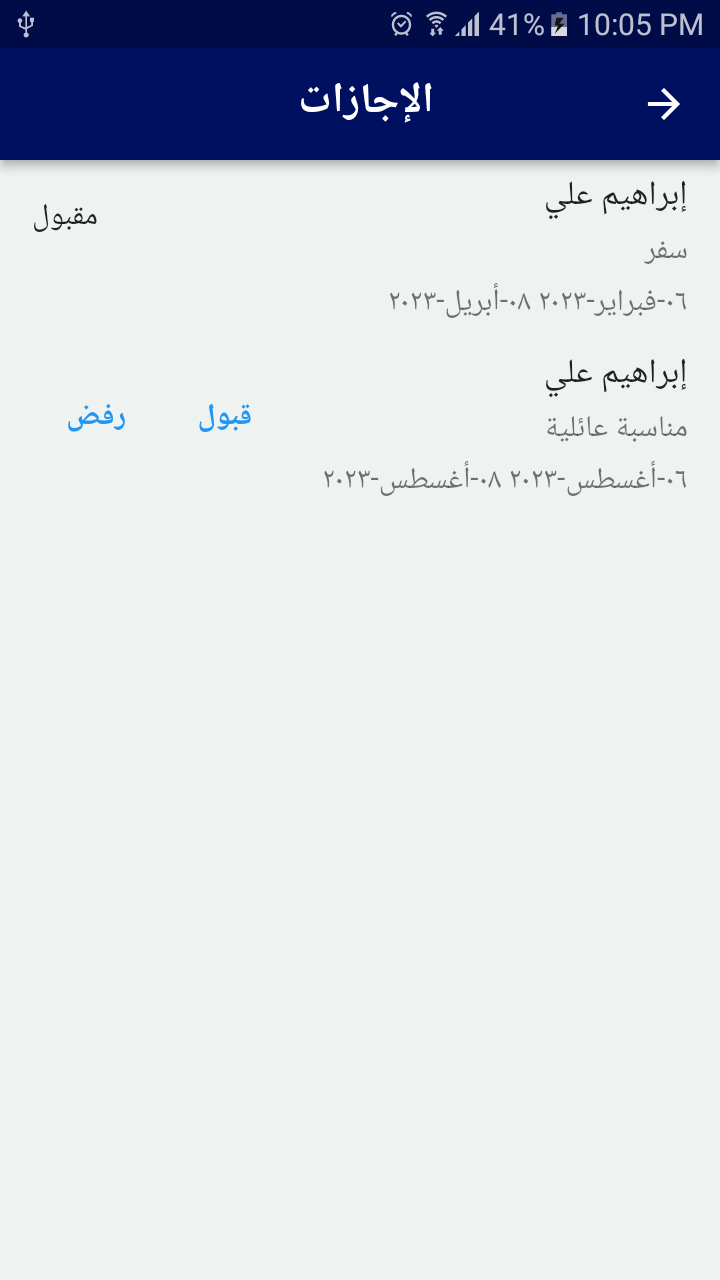 41% 10:05 PM
الإجازات
إبراهيم علي
مقبول
سفر
٠٦-فبراير-٢٠٢٣ ٠٨-أبريل-٢٠٢٣
إبراهيم علي
قبول رفض
مناسبة عائلية
٠٦-أغسطس-٢٠٢٣ ٠٨-أغسطس-٢٠٢٣